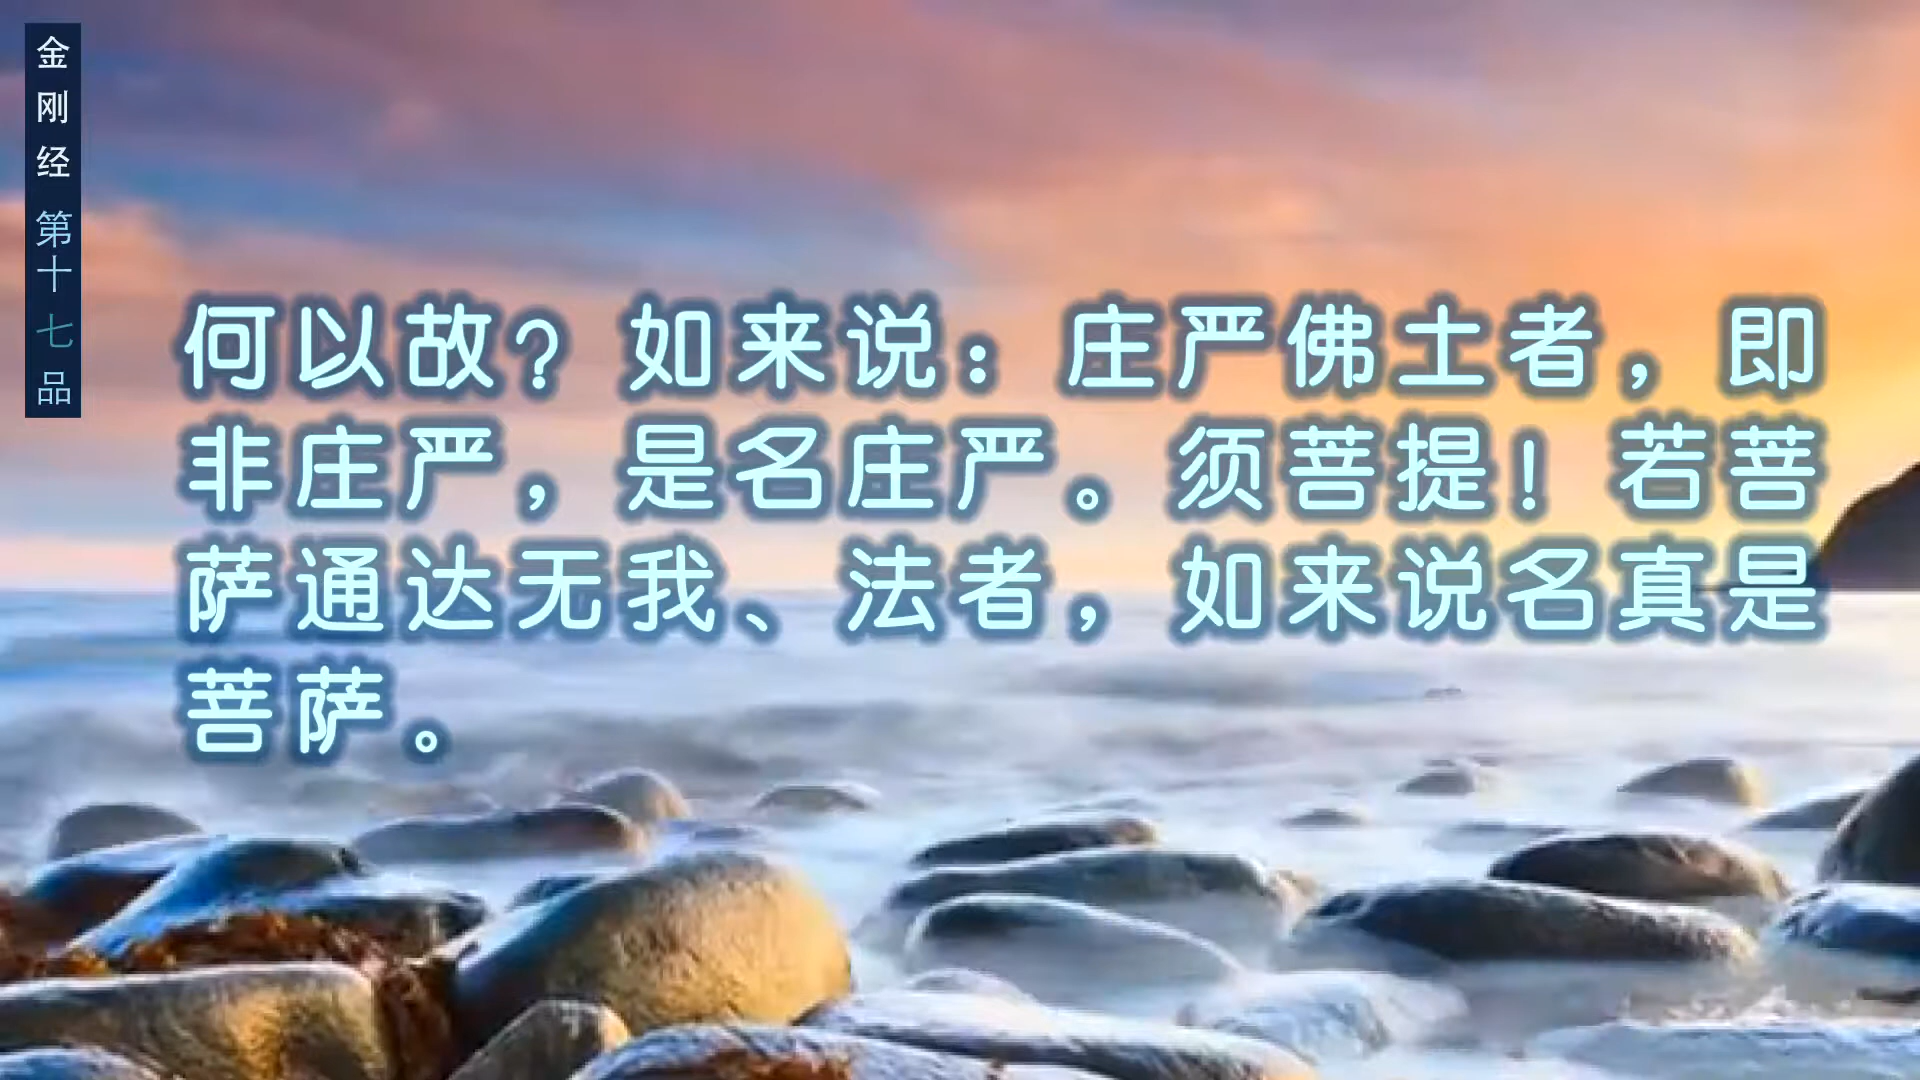 金刚经 第十七品
何以故？如来说：庄严佛土者，即
非庄严，是名庄严。须菩提！若菩
萨通达无我、法者，如来说名真是
菩萨。